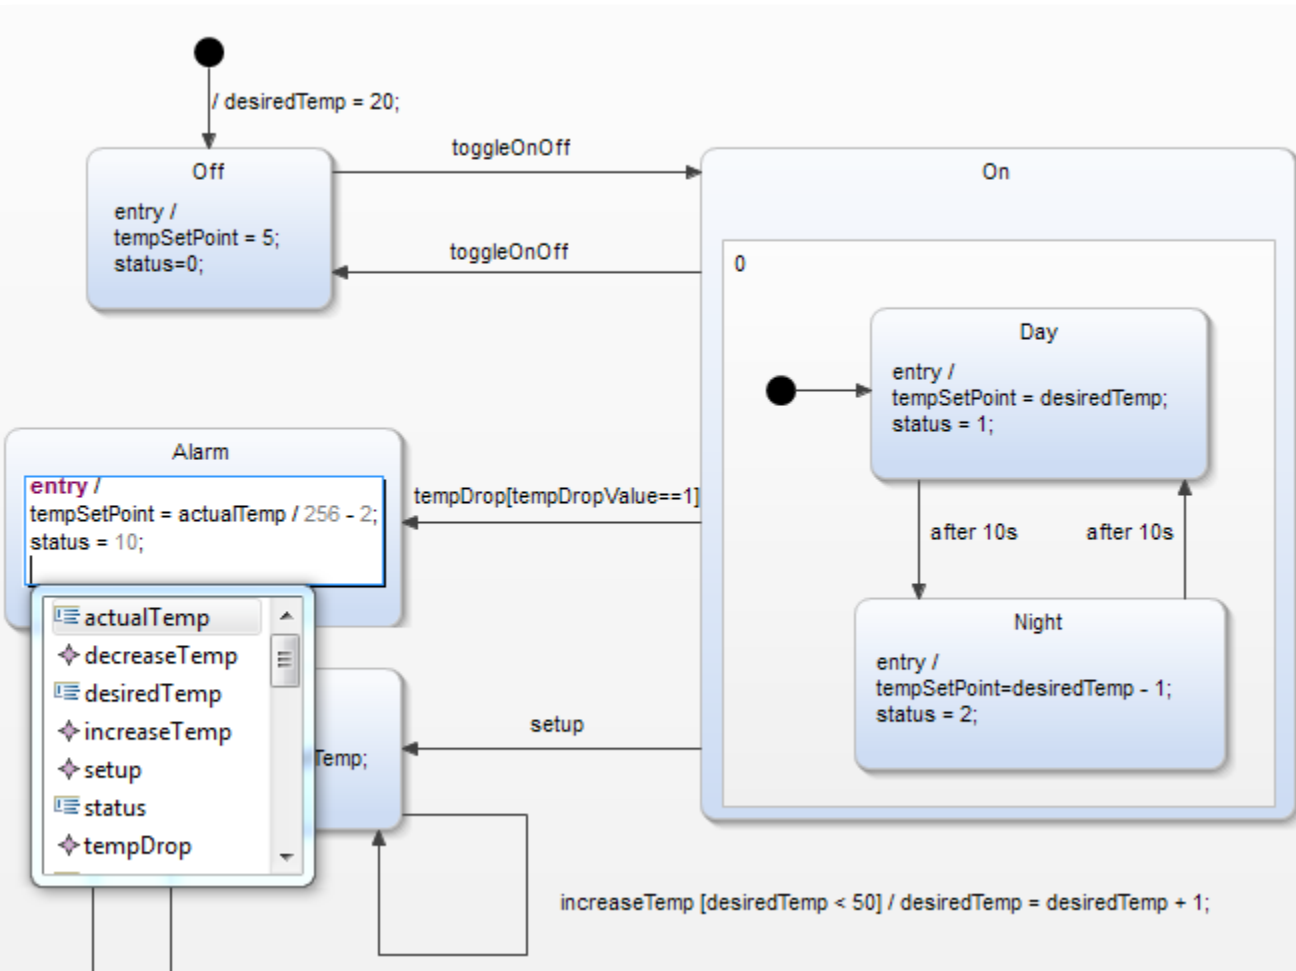 / desiredTemp = 20;
Off
entry /
tempSetPoint = 5;
status=0;
toggleOnOff
toggleOnOff
On
0
Day
entry /
tempSetPoint = desiredTemp;
status = 1;
after 10s
after 10s
Night
entry /
tempSetPoint=desiredTemp - 1;
status = 2;
Alarm
entry /
tempSetPoint = actualTemp / 256 - 2;
status = 10;
tempDrop[tempDropValue==1]
actualTemp
decreaseTemp
desiredTemp
increaseTemp
setup
status
tempDrop
Temp;
setup
increaseTemp [desiredTemp < 50] / desiredTemp = desiredTemp + 1;